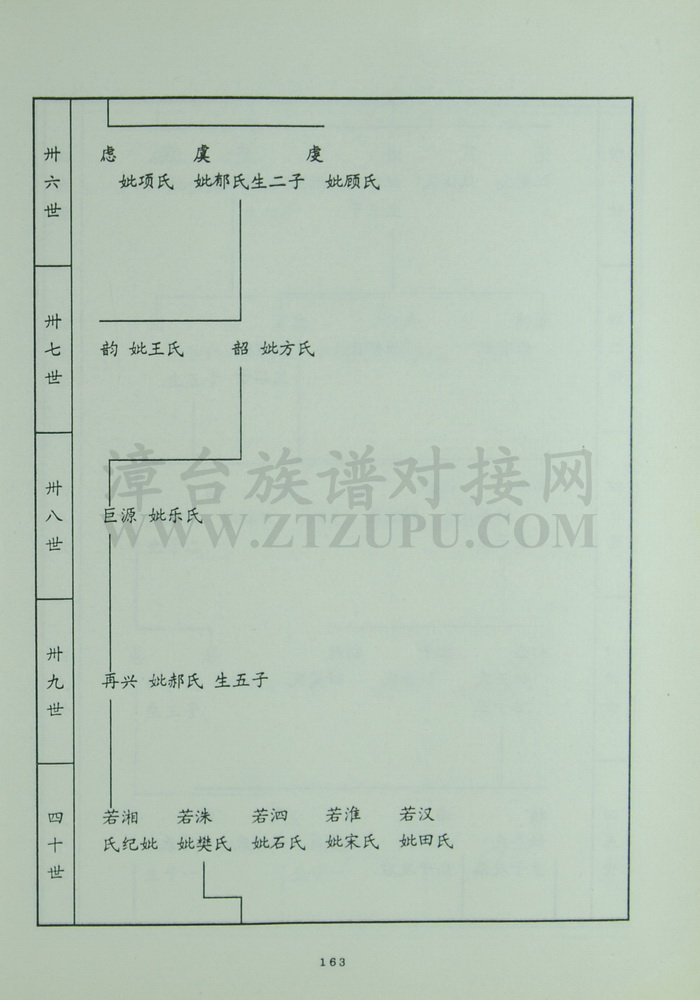 卅六世
虑 虞 虔
妣项氏 妣郁氏生二子 妣顾氏
卅七世
韵 妣王氏 韶 妣方氏
卅八世
巨源 妣乐氏
卅九世
再兴 妣郝氏 生五子
四十世
若湘 若洙 若泗 若淮 若汉
氏纪妣 妣樊氏 妣石氏 妣宋氏 妣田氏
漳台族谱对接网
WWW.ZTZUPU.COM
163